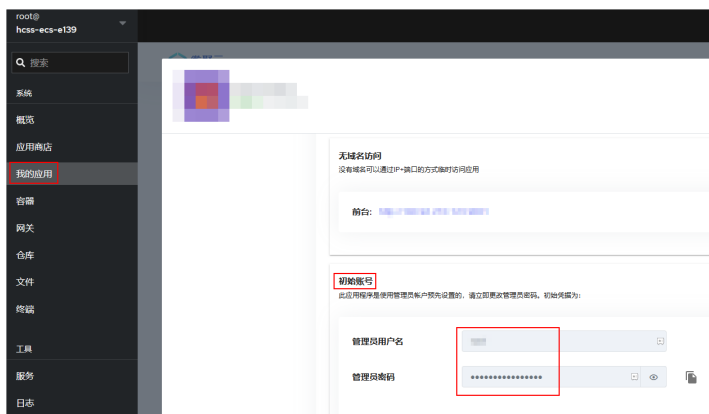 root@
hcss-ecs-e139
搜索
系统
概览
应用商店
我的应用
容器
网关
仓库
文件
终端
工具
服务
日志
无域名访问
没有域名可以通过IP+端口的方式临时访问应用
前台：
初始账号
此应用程序是使用管理员帐户预先设置的，请立即更改管理员密码。初始凭据为：
管理员用户名
管理员密码